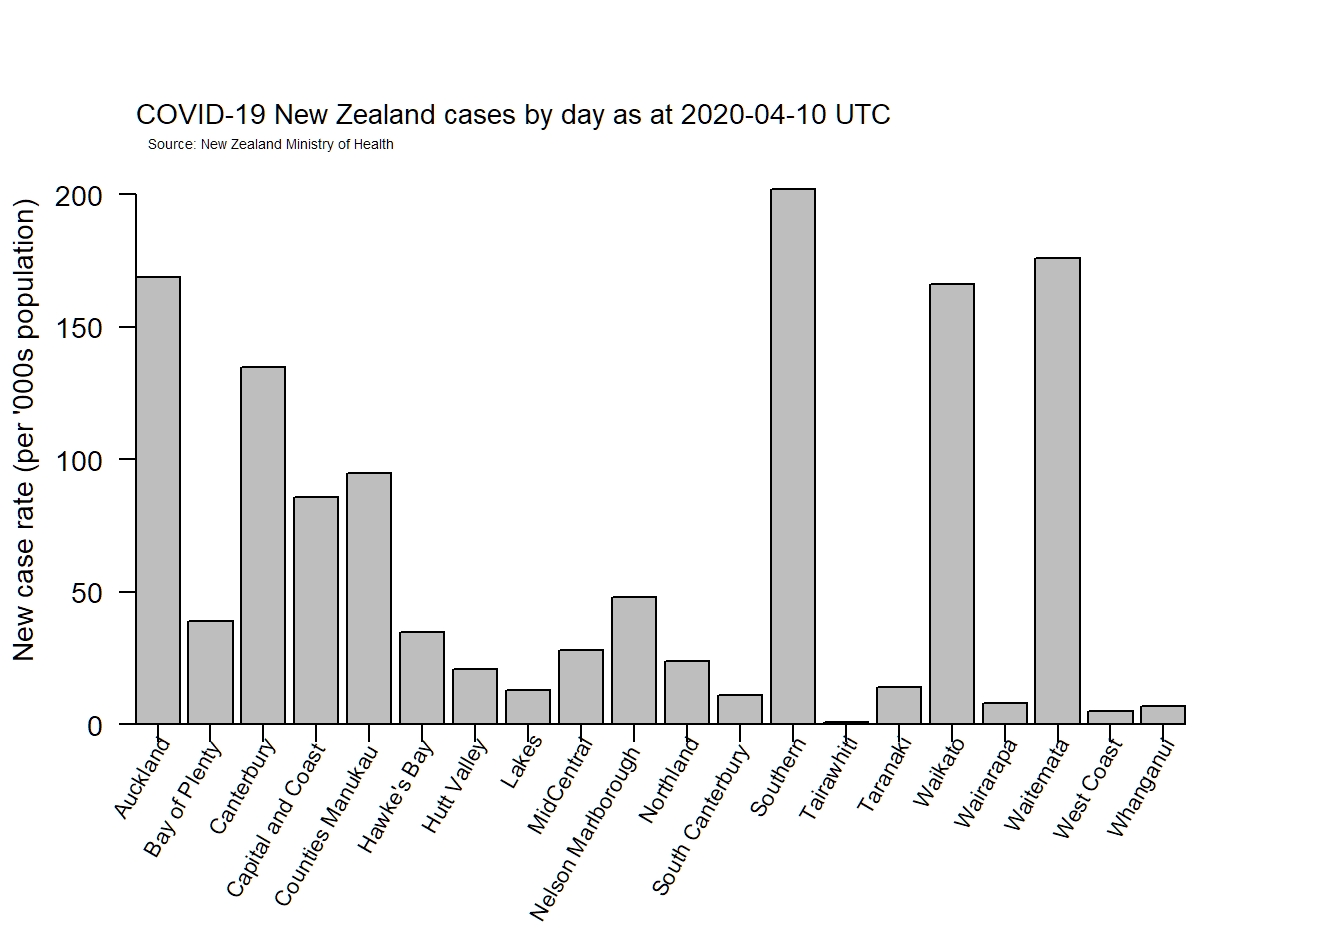 COVID-19 New Zealand cases by day as at 2020-04-10 UTC
Source: New Zealand Ministry of Health
New case rate (per '000s population)
200
150
100
50
0
Auckland
Bay of Plenty
Canterbury
Capital and Coast
Counties Manukau
Hawke's Bay
Hutt Valley
Lakes
MidCentral
Nelson Marlborough
Northland
South Canterbury
Southern
Tairawhiti
Taranaki
Waikato
Wairarapa
Waitemata
West Coast
Whanganui